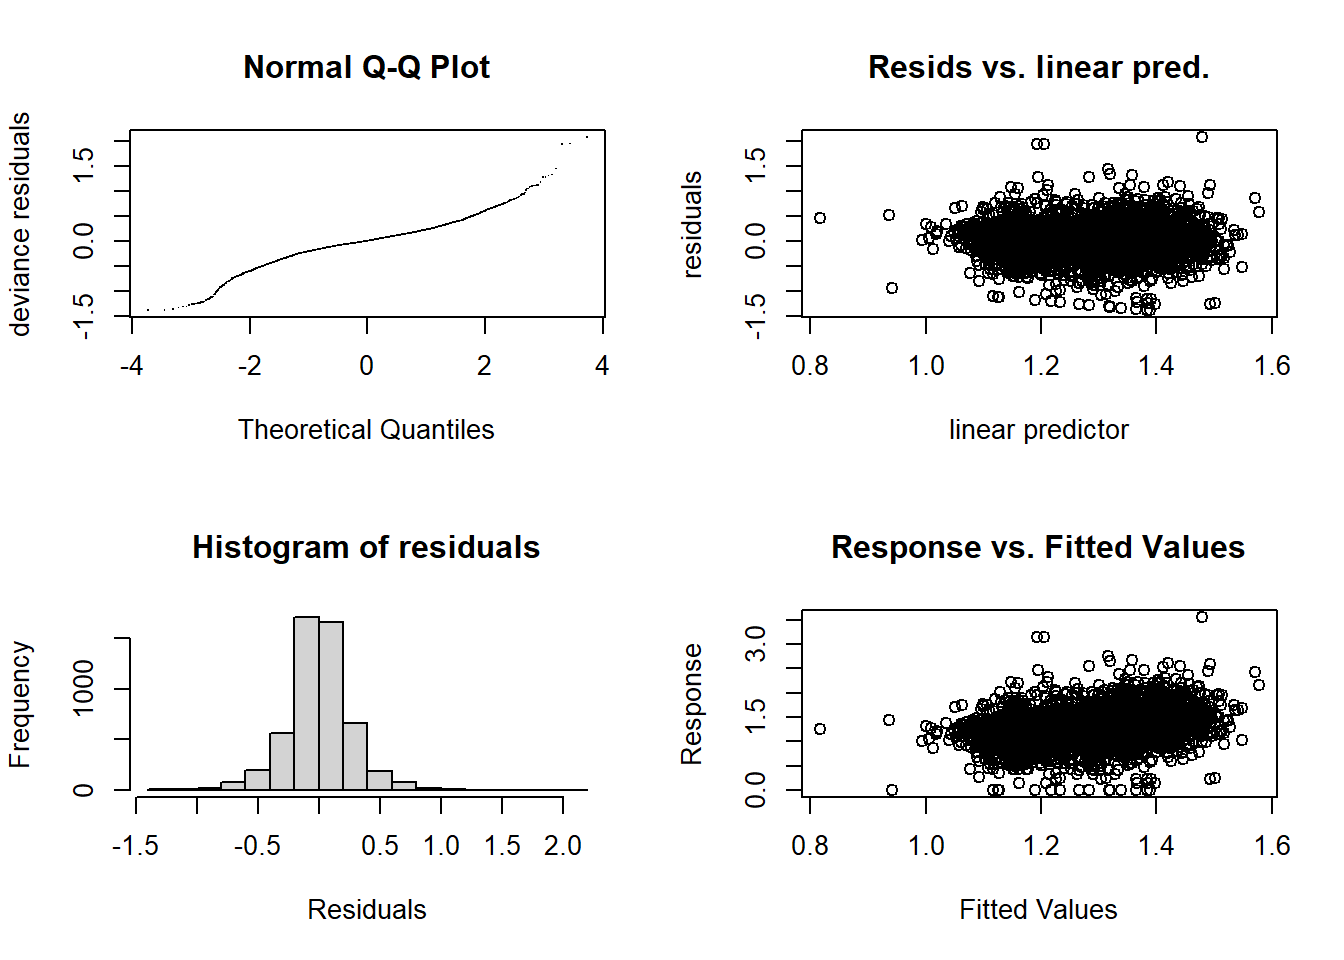 Normal Q-Q Plot
deviance residuals
-1.5 0.0 1.5
-4 -2 0 2 4
Theoretical Quantiles
Resids vs. linear pred.
residuals
-1.5 0.0 1.5
0.8 1.0 1.2 1.4 1.6
linear predictor
Histogram of residuals
Frequency
0 1000
-1.5 -0.5 0.5 1.0 1.5 2.0
Residuals
Response vs. Fitted Values
Response
0.0 1.5 3.0
0.8 1.0 1.2 1.4 1.6
Fitted Values